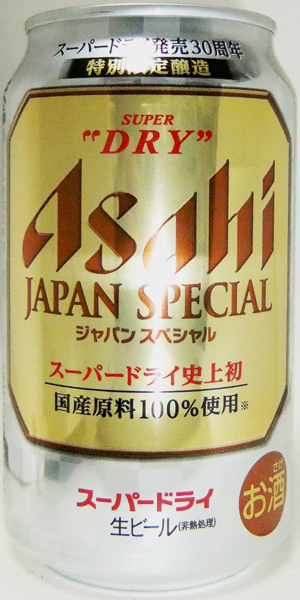 スーパードライ発売30周年
特別限定醸造
SUPER
"DRY"
Asahi
JAPAN SPECIAL
ジャパン スペシャル
スーパードライ史上初
国産原料100%使用※
さけ
お酒
スーパードライ
生ビール(非熱処理)